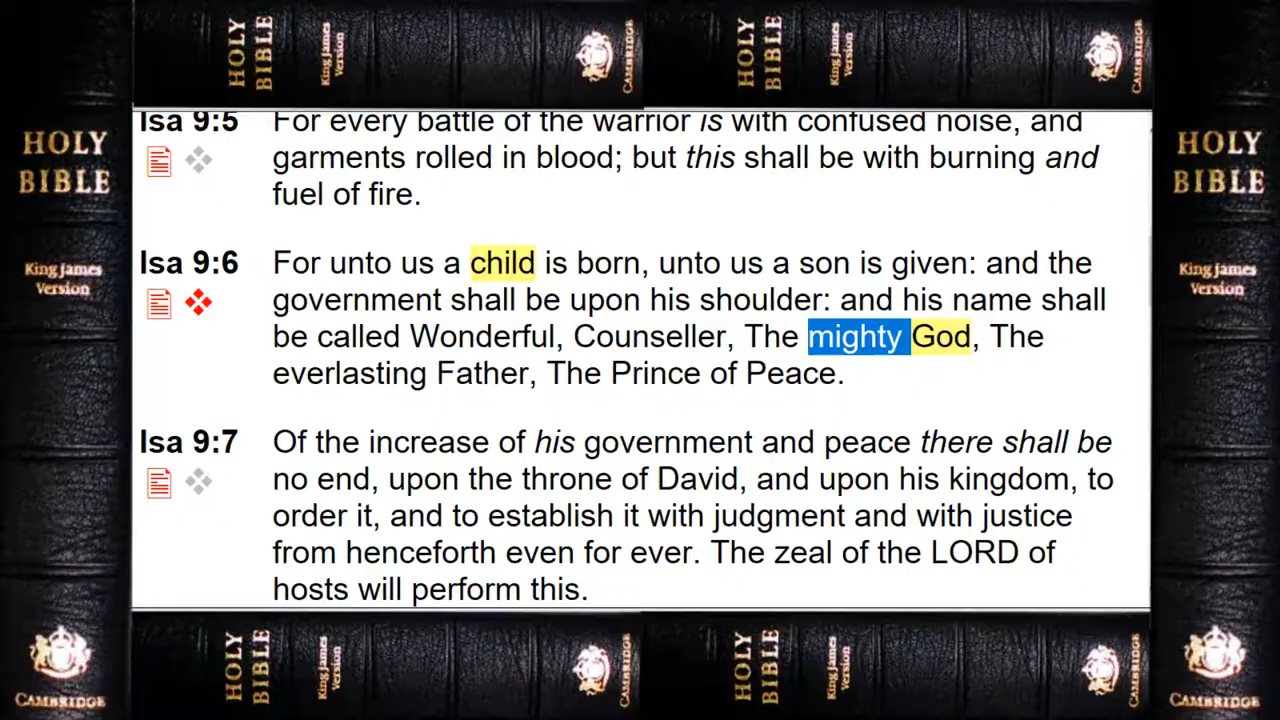 HOLY
BIBLE
King James
Version
CAMBRIDGE
HOLY
BIBLE
King James
Version
CAMBRIDGE
HOLY
BIBLE
King James
Version
CAMBRIDGE
HOLY
BIBLE
King James
Version
CAMBRIDGE
Isa 9:5 For every battle of the warrior is with confused noise, and
garments rolled in blood; but this shall be with burning and
fuel of fire.
Isa 9:6 For unto us a child is born, unto us a son is given: and the
government shall be upon his shoulder: and his name shall
be called Wonderful, Counseller, The mighty God, The
everlasting Father, The Prince of Peace.
Isa 9:7 Of the increase of his government and peace there shall be
no end, upon the throne of David, and upon his kingdom, to
order it, and to establish it with judgment and with justice
from henceforth even for ever. The zeal of the LORD of
hosts will perform this.
HOLY
BIBLE
King James
Version
CAMBRIDGE
HOLY
BIBLE
King James
Version
CAMBRIDGE